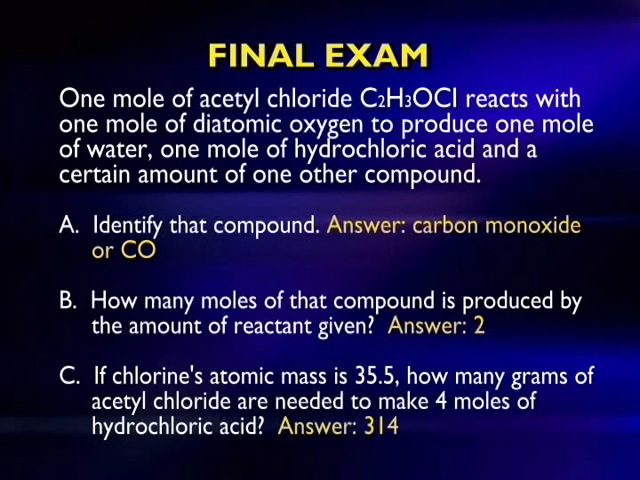 FINAL EXAM
One mole of acetyl chloride C2H3OCl reacts with
one mole of diatomic oxygen to produce one mole
of water, one mole of hydrochloric acid and a
certain amount of one other compound.
A. Identify that compound. Answer: carbon monoxide
or CO
B. How many moles of that compound is produced by
the amount of reactant given? Answer: 2
C. If chlorine's atomic mass is 35.5, how many grams of
acetyl chloride are needed to make 4 moles of
hydrochloric acid? Answer: 314